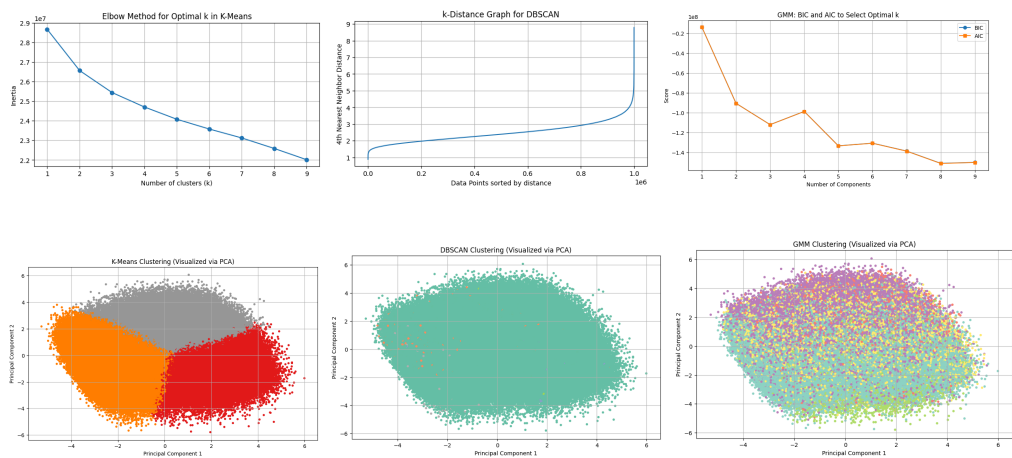 Elbow Method for Optimal k in K-Means
1e7
2.9
2.8
2.7
2.6
2.5
2.4
2.3
2.2
Inertia
1 2 3 4 5 6 7 8 9
Number of clusters (k)
k-Distance Graph for DBSCAN
9
8
7
6
5
4
3
2
1
4th Nearest Neighbor Distance
0.0 0.2 0.4 0.6 0.8 1.0
1e6
Data Points sorted by distance
GMM: BIC and AIC to Select Optimal k
1e8
BIC
AIC
−0.2
−0.4
−0.6
−0.8
−1.0
−1.2
−1.4
Score
1 2 3 4 5 6 7 8 9
Number of Components
K-Means Clustering (Visualized via PCA)
6
4
2
0
−2
−4
−6
Principal Component 2
−4 −2 0 2 4 6
Principal Component 1
DBSCAN Clustering (Visualized via PCA)
6
4
2
0
−2
−4
−6
Principal Component 2
−4 −2 0 2 4 6
Principal Component 1
GMM Clustering (Visualized via PCA)
6
4
2
0
−2
−4
−6
Principal Component 2
−4 −2 0 2 4 6
Principal Component 1